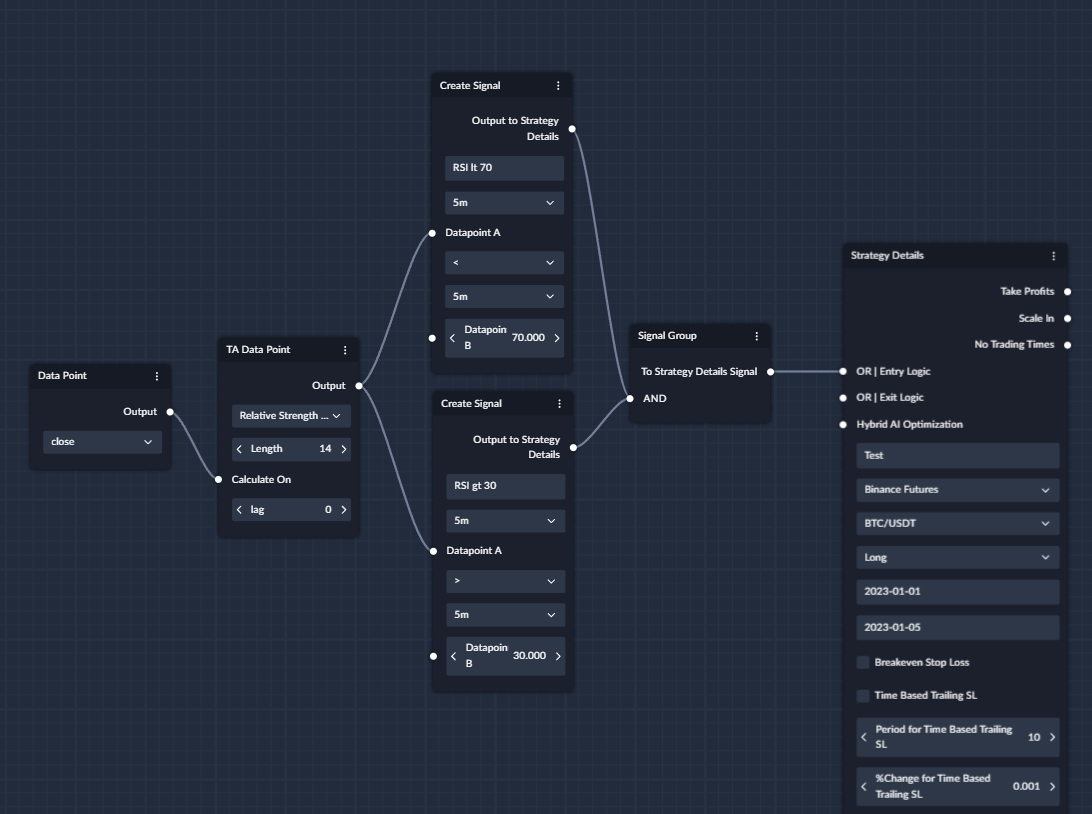 Data Point
Output
close
TA Data Point
Output
Relative Strength ...
Length 14
Calculate On
lag 0
Create Signal
Output to Strategy
Details
RSI lt 70
5m
Datapoint A
<
5m
Datapoin
B
70.000
Create Signal
Output to Strategy
Details
RSI gt 30
5m
Datapoint A
>
5m
Datapoin
B
30.000
Signal Group
To Strategy Details Signal
AND
Strategy Details
Take Profits
Scale In
No Trading Times
OR | Entry Logic
OR | Exit Logic
Hybrid AI Optimization
Test
Binance Futures
BTC/USDT
Long
2023-01-01
2023-01-05
Breakeven Stop Loss
Time Based Trailing SL
Period for Time Based Trailing
SL
10
%Change for Time Based
Trailing SL
0.001